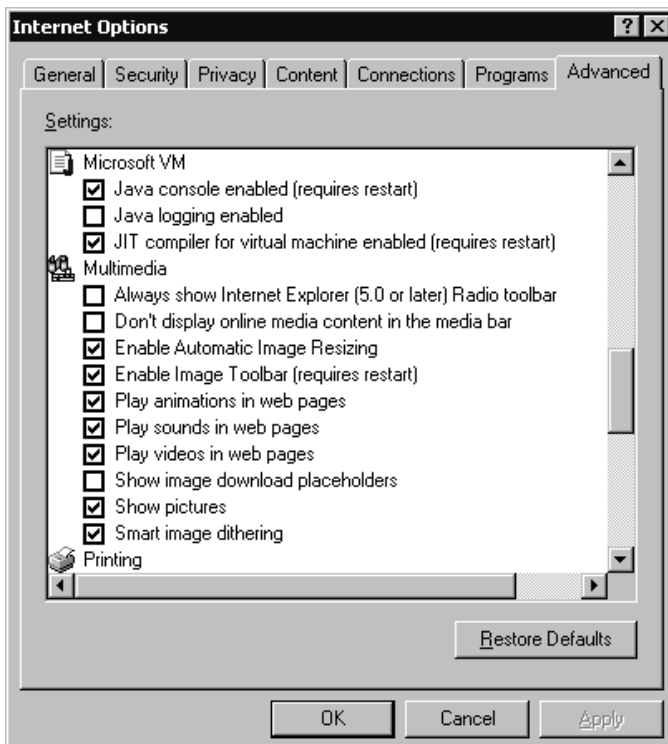 Internet Options
General Security Privacy Content Connections Programs Advanced
Settings:
Microsoft VM
Java console enabled (requires restart)
Java logging enabled
JIT compiler for virtual machine enabled (requires restart)
Multimedia
Always show Internet Explorer (5.0 or later) Radio toolbar
Don't display online media content in the media bar
Enable Automatic Image Resizing
Enable Image Toolbar (requires restart)
Play animations in web pages
Play sounds in web pages
Play videos in web pages
Show image download placeholders
Show pictures
Smart image dithering
Printing
Restore Defaults
OK Cancel Apply